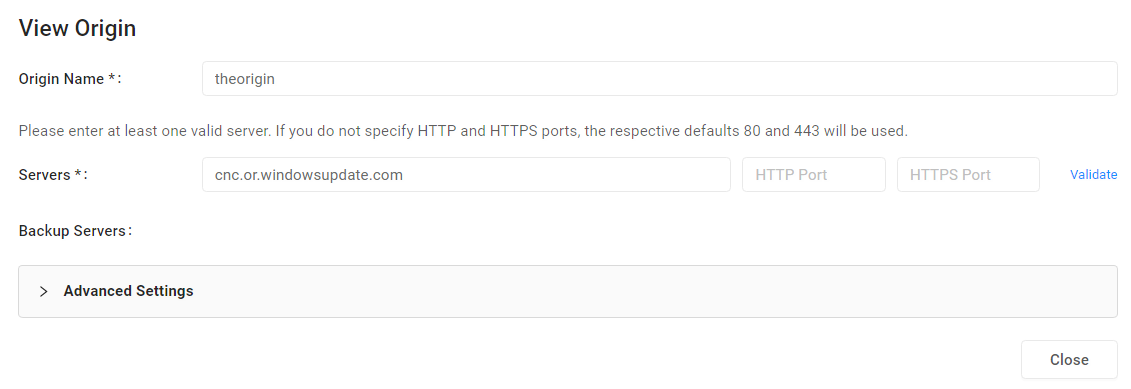 View Origin
Origin Name *: theorigin
Please enter at least one valid server. If you do not specify HTTP and HTTPS ports, the respective defaults 80 and 443 will be used.
Servers *: cnc.or.windowsupdate.com HTTP Port HTTPS Port Validate
Backup Servers:
Advanced Settings
Close